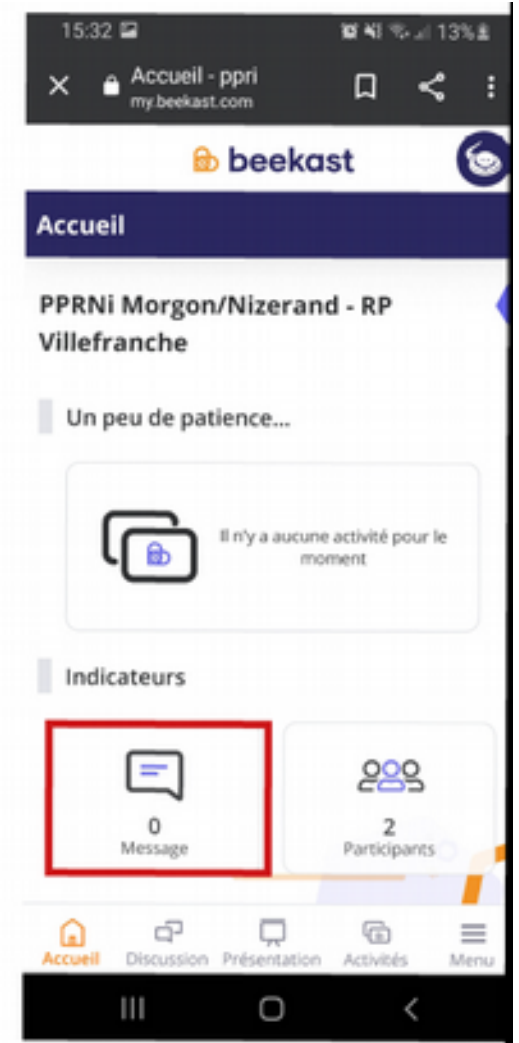 15:32 13%
Accueil - ppri
my.beekast.com
beekast
Accueil
PPRNi Morgon/Nizerand - RP
Villefranche
Un peu de patience...
Il n'y a aucune activité pour le
moment
Indicateurs
0
Message
2
Participants
Accueil Discussion Présentation Activités Menu